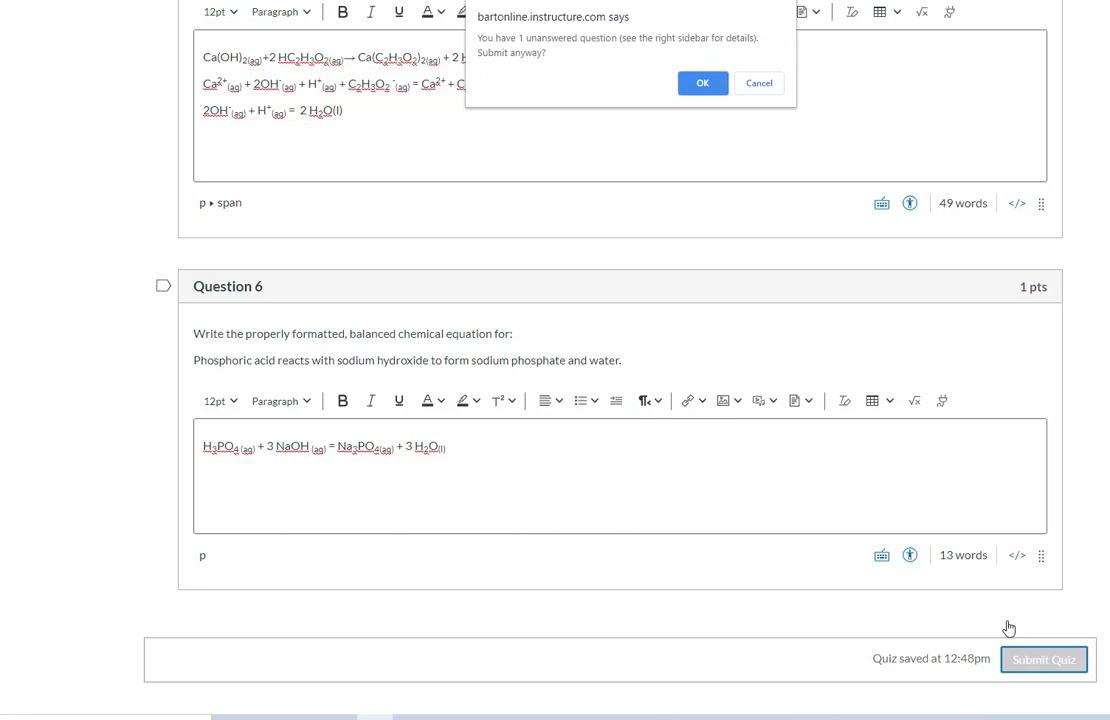 12pt Paragraph B I U A
bartonline.instructure.com says
You have 1 unanswered question (see the right sidebar for details).
Submit anyway?
OK Cancel
Ca(OH)₂₍aq₎+2 HC₂H₃O₂₍aq₎→ Ca(C₂H₃O₂)₂₍aq₎ + 2
Ca²⁺₍aq₎ + 2OH⁻₍aq₎ + H⁺₍aq₎ + C₂H₃O₂ ⁻₍aq₎ = Ca²⁺ + C
2OH⁻₍aq₎ + H⁺₍aq₎ = 2 H₂O(l)
p ▸ span 49 words </>
Question 6 1 pts
Write the properly formatted, balanced chemical equation for:
Phosphoric acid reacts with sodium hydroxide to form sodium phosphate and water.
12pt Paragraph B I U A T²
H₃PO₄ ₍aq₎ + 3 NaOH ₍aq₎ = Na₃PO₄₍aq₎ + 3 H₂O₍l₎
p 13 words </>
Quiz saved at 12:48pm Submit Quiz